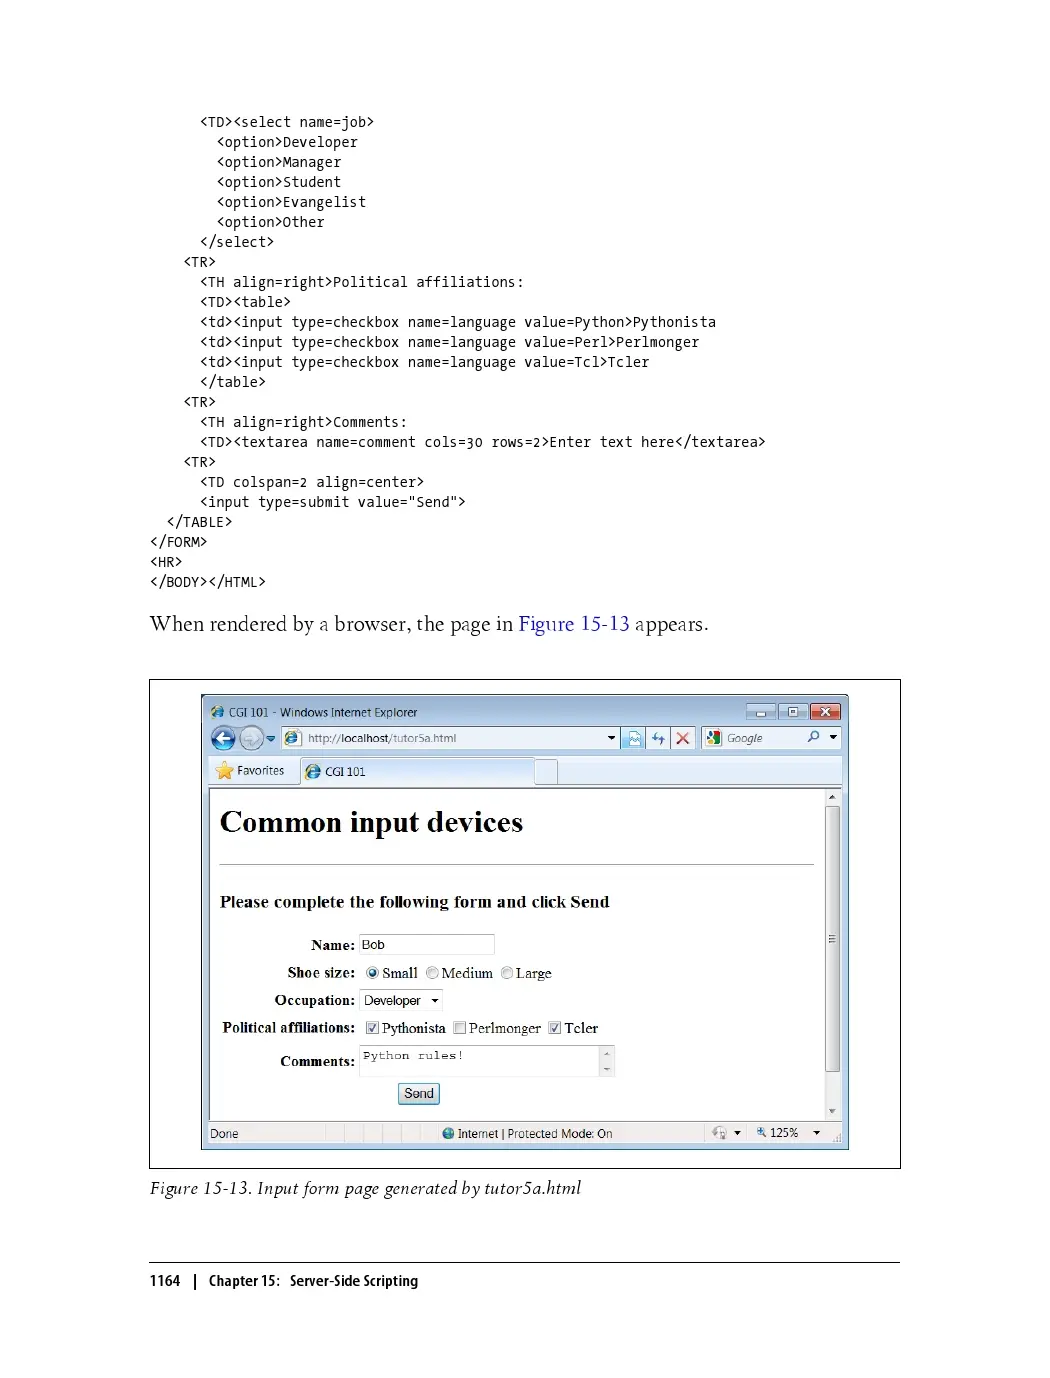 <TD><select name=job>
<option>Developer
<option>Manager
<option>Student
<option>Evangelist
<option>Other
</select>
<TR>
<TH align=right>Political affiliations:
<TD><table>
<td><input type=checkbox name=language value=Python>Pythonista
<td><input type=checkbox name=language value=Perl>Perlmonger
<td><input type=checkbox name=language value=Tcl>Tcler
</table>
<TR>
<TH align=right>Comments:
<TD><textarea name=comment cols=30 rows=2>Enter text here</textarea>
<TR>
<TD colspan=2 align=center>
<input type=submit value="Send">
</TABLE>
</FORM>
<HR>
</BODY></HTML>
When rendered by a browser, the page in Figure 15-13 appears.
CGI 101 - Windows Internet Explorer
http://localhost/tutor5a.html Google
Favorites CGI 101
Common input devices
Please complete the following form and click Send
Name: Bob
Shoe size: Small Medium Large
Occupation: Developer
Political affiliations: Pythonista Perlmonger Tcler
Comments: Python rules!
Send
Done Internet | Protected Mode: On 125%
Figure 15-13. Input form page generated by tutor5a.html
1164 | Chapter 15: Server-Side Scripting